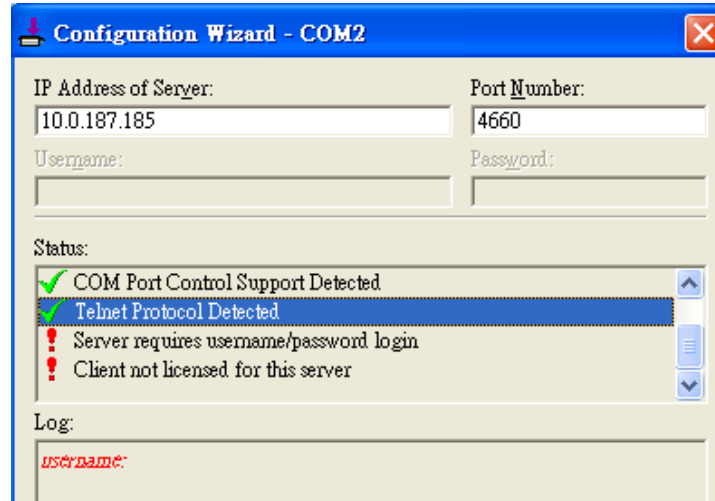 Configuration Wizard - COM2
IP Address of Server: Port Number:
10.0.187.185 4660
Username: Password:
Status:
COM Port Control Support Detected
Telnet Protocol Detected
Server requires username/password login
Client not licensed for this server
Log:
username: